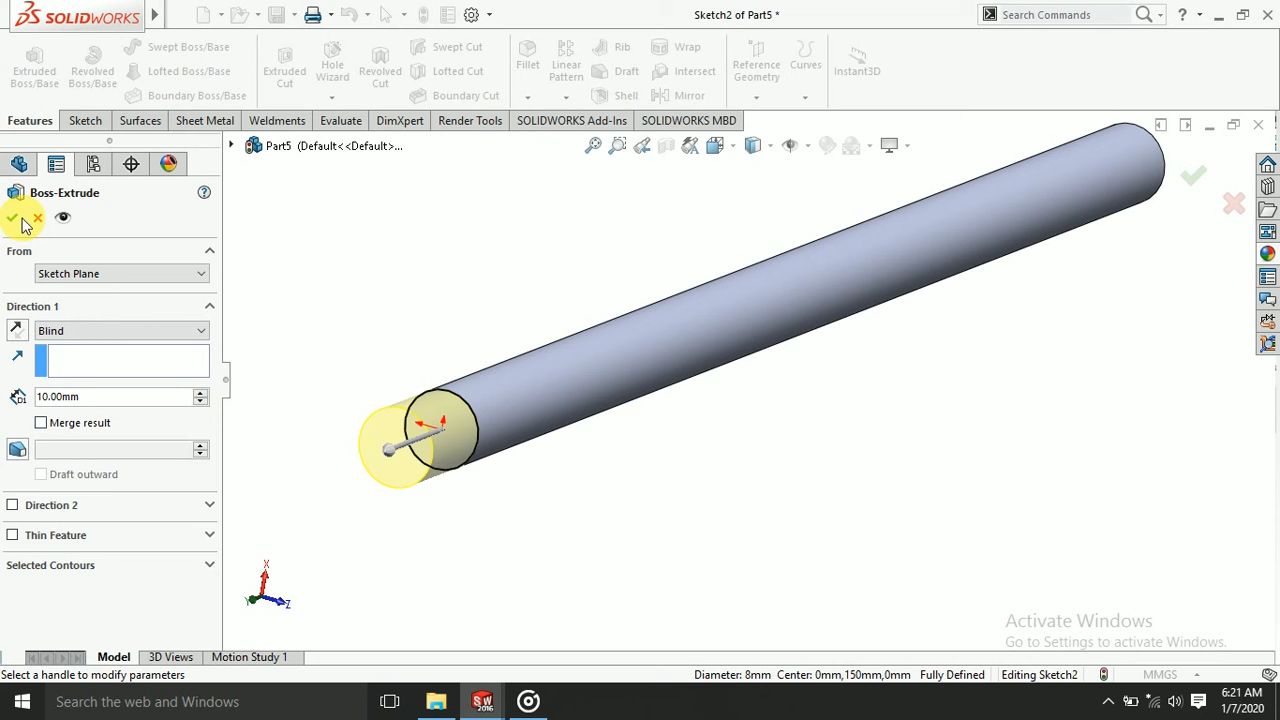 SOLIDWORKS
Sketch2 of Part5 *
Search Commands
Extruded Boss/Base
Revolved Boss/Base
Swept Boss/Base
Lofted Boss/Base
Boundary Boss/Base
Extruded Cut
Hole Wizard
Revolved Cut
Swept Cut
Lofted Cut
Boundary Cut
Fillet
Linear Pattern
Rib
Draft
Shell
Wrap
Intersect
Mirror
Reference Geometry
Curves
Instant3D
Features
Sketch
Surfaces
Sheet Metal
Weldments
Evaluate
DimXpert
Render Tools
SOLIDWORKS Add-Ins
SOLIDWORKS MBD
Part5 (Default<<Default>...
Boss-Extrude
From
Sketch Plane
Direction 1
Blind
D1
10.00mm
Merge result
Draft outward
Direction 2
Thin Feature
Selected Contours
X
Y
Z
Activate Windows
Go to Settings to activate Windows.
Model
3D Views
Motion Study 1
Select a handle to modify parameters
Diameter: 8mm Center: 0mm,150mm,0mm
Fully Defined
Editing Sketch2
MMGS
Search the web and Windows
SW
2016
6:21 AM
1/7/2020